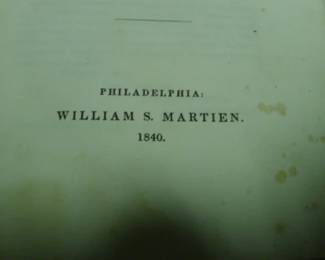 PHILADELPHIA:
WILLIAM S. MARTIEN.
1840.